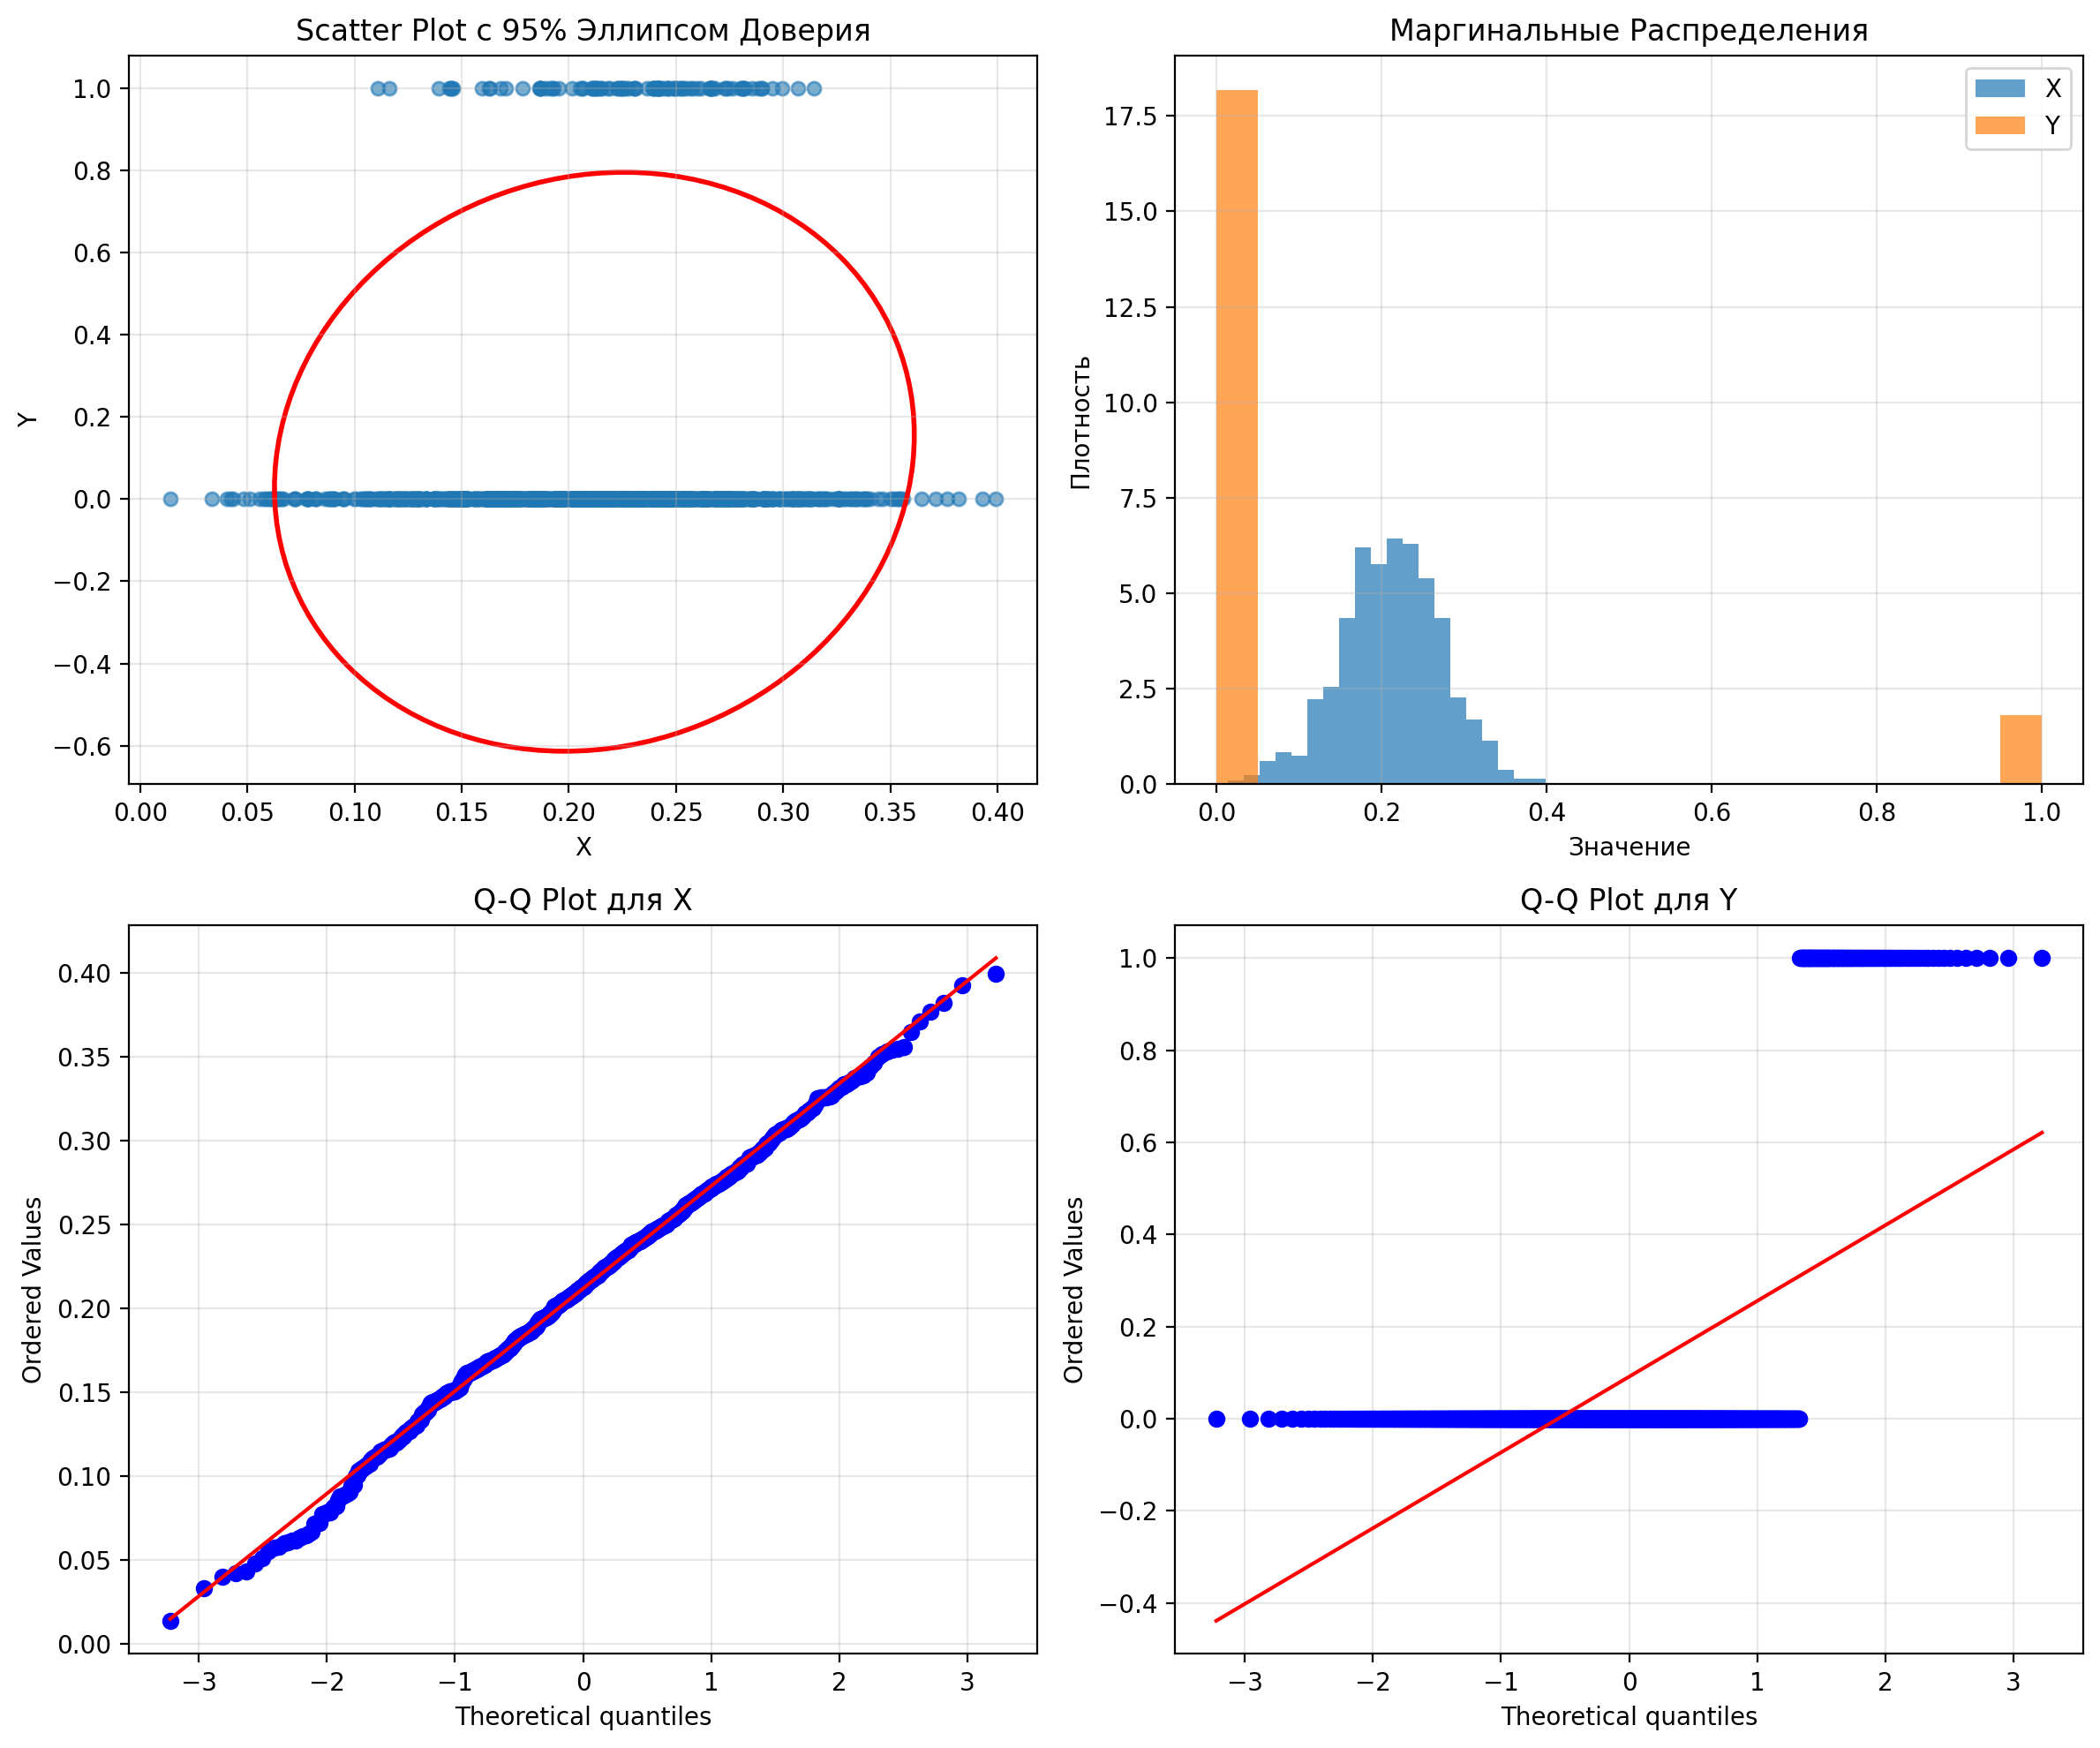 Scatter Plot с 95% Эллипсом Доверия
1.0
0.8
0.6
0.4
0.2
0.0
−0.2
−0.4
−0.6
Y
0.00 0.05 0.10 0.15 0.20 0.25 0.30 0.35 0.40
X
Маргинальные Распределения
X
Y
17.5
15.0
12.5
10.0
7.5
5.0
2.5
0.0
Плотность
0.0 0.2 0.4 0.6 0.8 1.0
Значение
Q-Q Plot для X
0.40
0.35
0.30
0.25
0.20
0.15
0.10
0.05
0.00
Ordered Values
−3 −2 −1 0 1 2 3
Theoretical quantiles
Q-Q Plot для Y
1.0
0.8
0.6
0.4
0.2
0.0
−0.2
−0.4
Ordered Values
−3 −2 −1 0 1 2 3
Theoretical quantiles